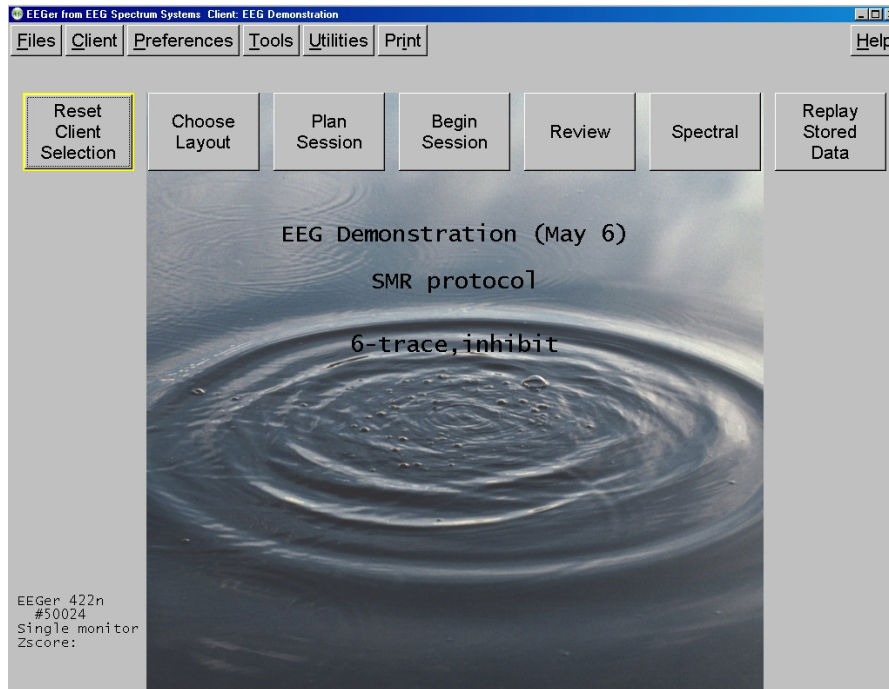 EEGer from EEG Spectrum Systems Client: EEG Demonstration
Files Client Preferences Tools Utilities Print Help
Reset Client Selection
Choose Layout
Plan Session
Begin Session
Review
Spectral
Replay Stored Data
EEG Demonstration (May 6)
SMR protocol
6-trace,inhibit
EEGer 422n
#50024
Single monitor
Zscore: